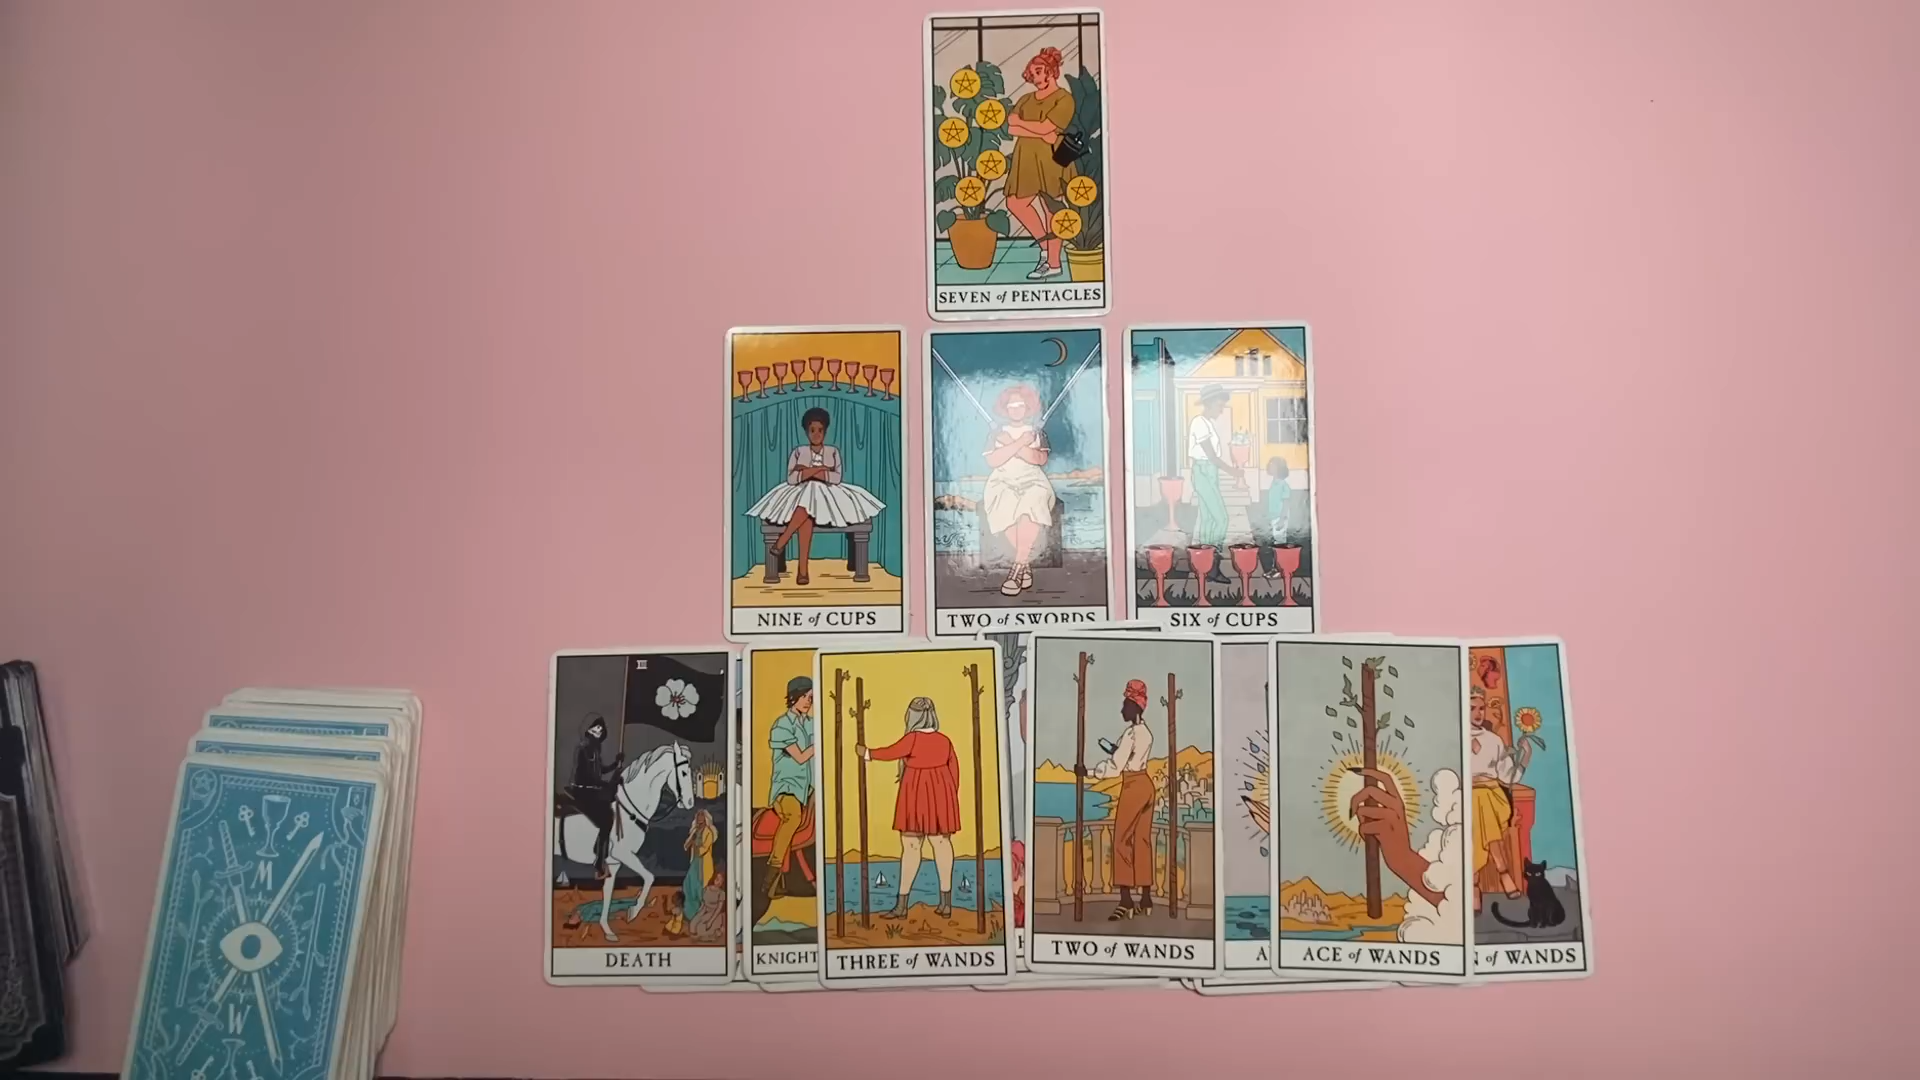 SEVEN of PENTACLES
NINE of CUPS
TWO of SWORDS
SIX of CUPS
XIII
DEATH
KNIGHT
THREE of WANDS
TWO of WANDS
ACE of WANDS
of WANDS
M
W